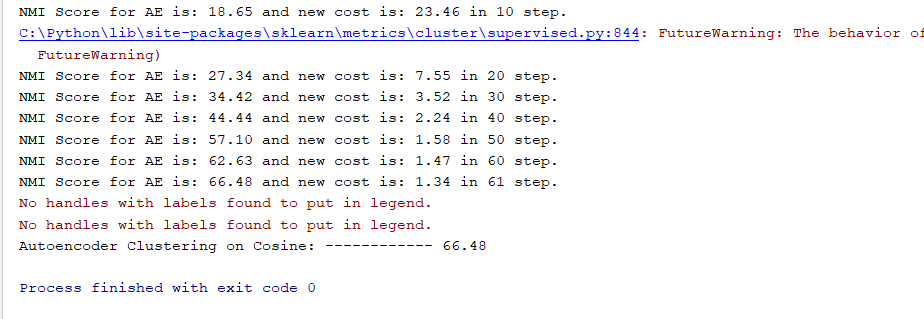 NMI Score for AE is: 18.65 and new cost is: 23.46 in 10 step.
C:\Python\lib\site-packages\sklearn\metrics\cluster\supervised.py:844: FutureWarning: The behavior of
FutureWarning)
NMI Score for AE is: 27.34 and new cost is: 7.55 in 20 step.
NMI Score for AE is: 34.42 and new cost is: 3.52 in 30 step.
NMI Score for AE is: 44.44 and new cost is: 2.24 in 40 step.
NMI Score for AE is: 57.10 and new cost is: 1.58 in 50 step.
NMI Score for AE is: 62.63 and new cost is: 1.47 in 60 step.
NMI Score for AE is: 66.48 and new cost is: 1.34 in 61 step.
No handles with labels found to put in legend.
No handles with labels found to put in legend.
Autoencoder Clustering on Cosine: ------------ 66.48
Process finished with exit code 0